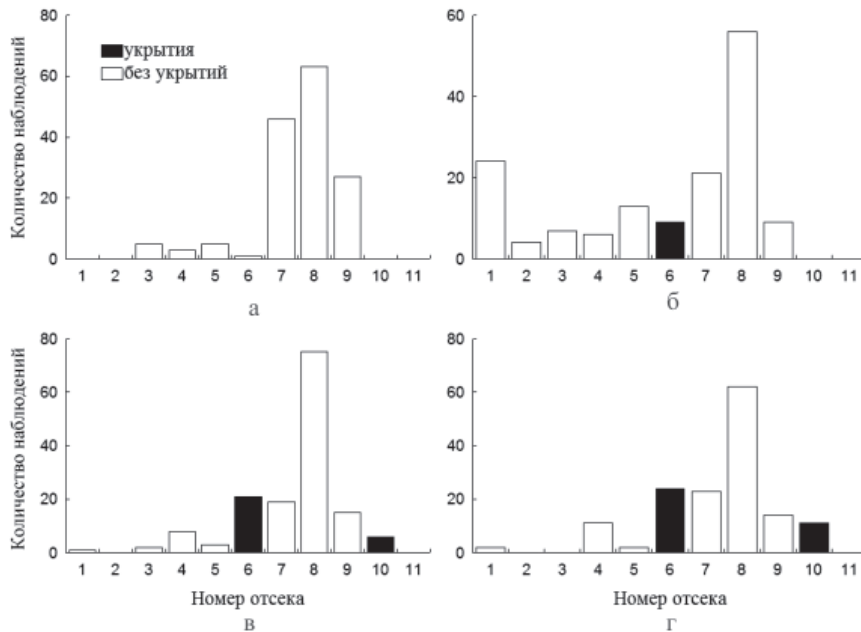 Количество наблюдений
80
60
40
20
0
укрытия
без укрытий
1 2 3 4 5 6 7 8 9 10 11
а
60
40
20
0
1 2 3 4 5 6 7 8 9 10 11
б
Количество наблюдений
80
60
40
20
0
1 2 3 4 5 6 7 8 9 10 11
Номер отсека
в
80
60
40
20
0
1 2 3 4 5 6 7 8 9 10 11
Номер отсека
г